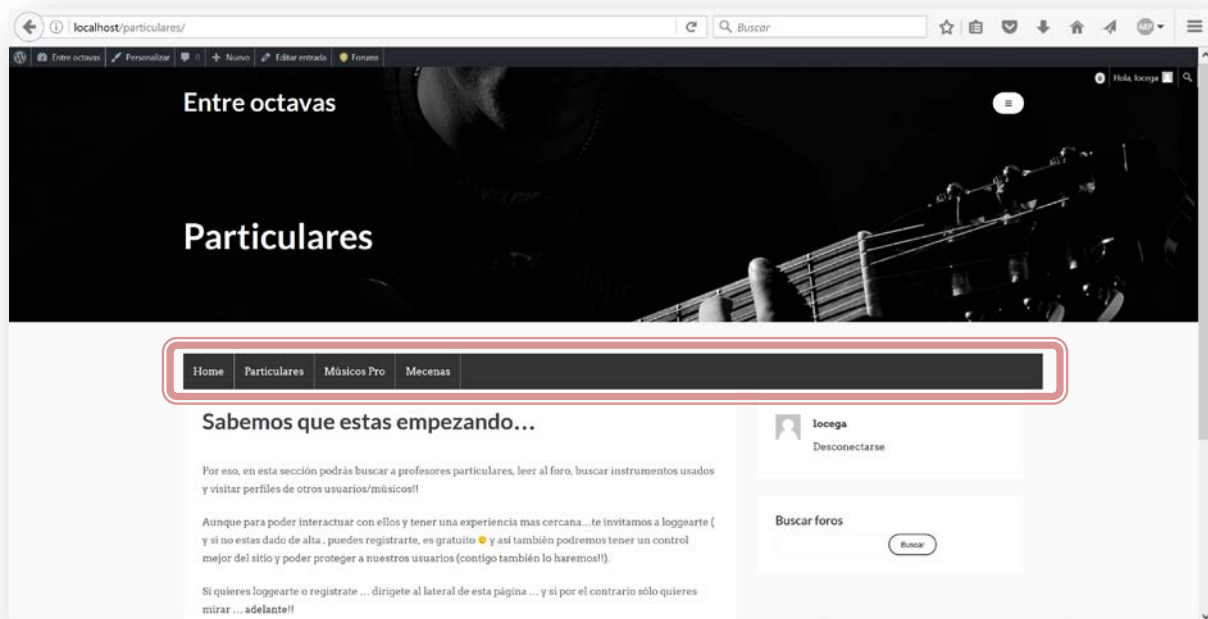 localhost/particulares/
Buscar
ABP
Entre octavas Personalizar 0 Nuevo Editar entrada Forums
0 Hola, locega
Entre octavas
Particulares
Home Particulares Músicos Pro Mecenas
Sabemos que estas empezando...
Por eso, en esta sección podrás buscar a profesores particulares, leer al foro, buscar instrumentos usados
y visitar perfiles de otros usuarios/músicos!!
Aunque para poder interactuar con ellos y tener una experiencia mas cercana...te invitamos a loggearte (
y si no estas dado de alta , puedes registrarte, es gratuito y así también podremos tener un control
mejor del sitio y poder proteger a nuestros usuarios (contigo también lo haremos!!).
Si quieres loggearte o registrate ... dirigete al lateral de esta página ... y si por el contrario sólo quieres
mirar ... adelante!!
locega
Desconectarse
Buscar foros
Buscar